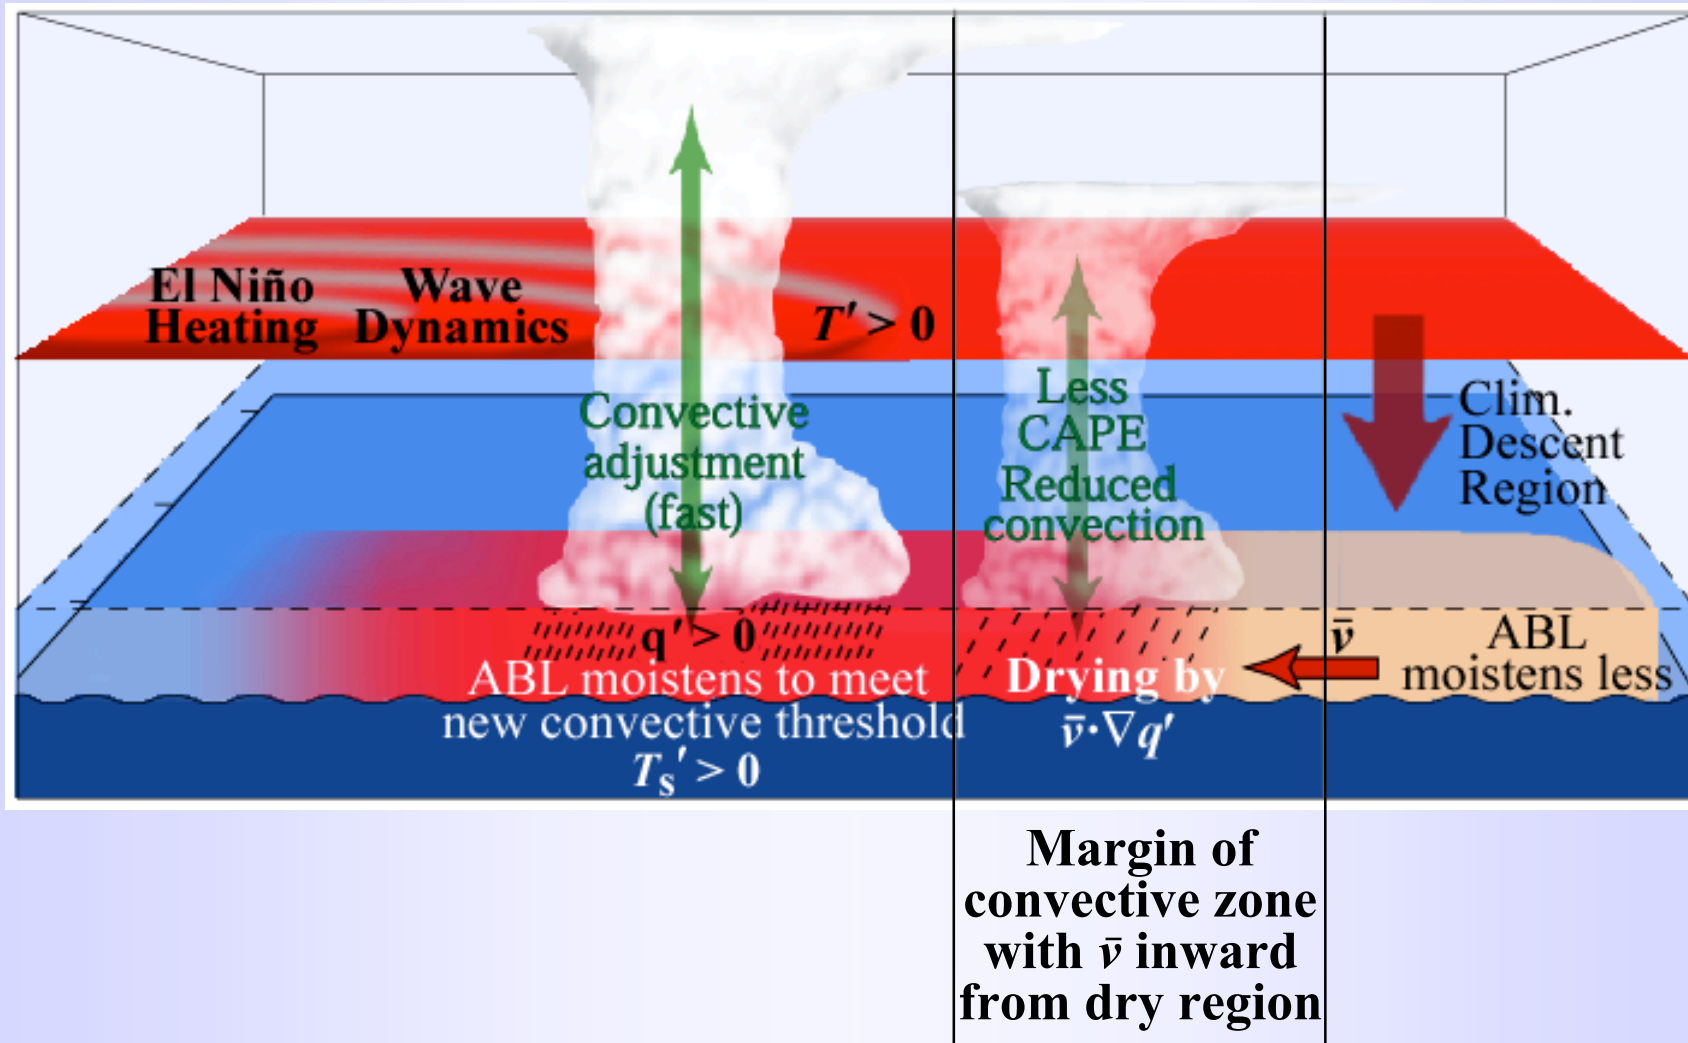 El Niño
Heating
Wave
Dynamics
T′ > 0
Convective
adjustment
(fast)
Less
CAPE
Reduced
convection
Clim.
Descent
Region
q′ > 0
ABL moistens to meet
new convective threshold
Tₛ′ > 0
Drying by
v̄·∇q′
v̄
ABL
moistens less
Margin of
convective zone
with v̄ inward
from dry region